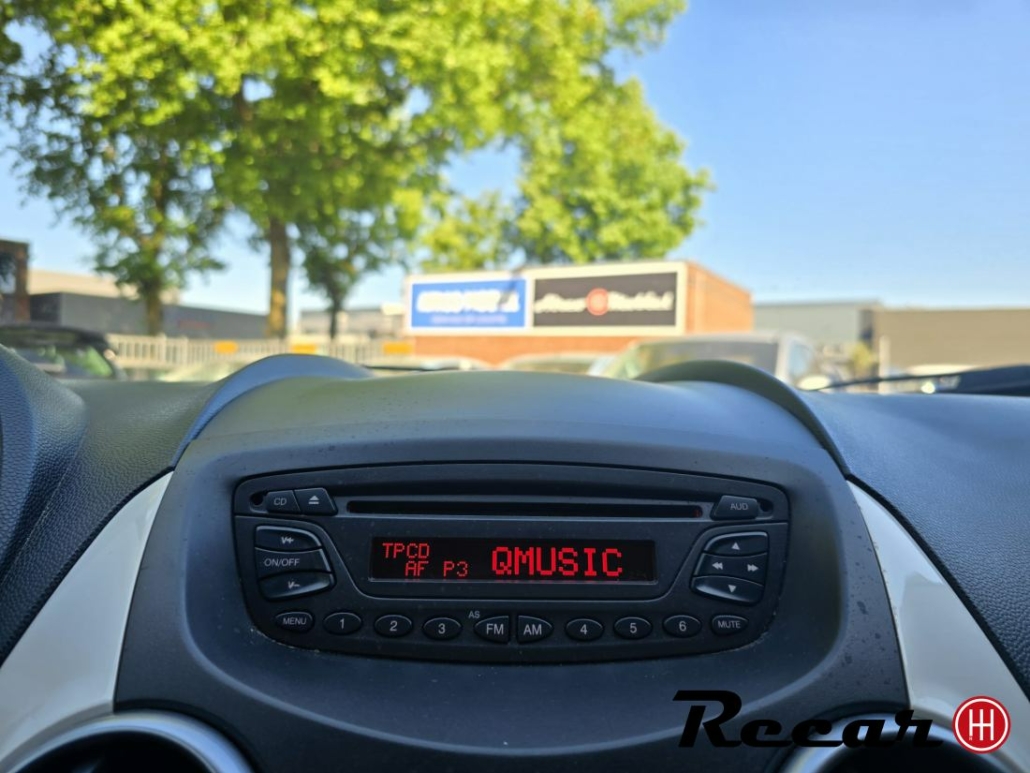 CD
AUD
V+
ON/OFF
V-
TPCD
AF P3
QMUSIC
MENU
1
2
3
AS
FM
AM
4
5
6
MUTE
Recar